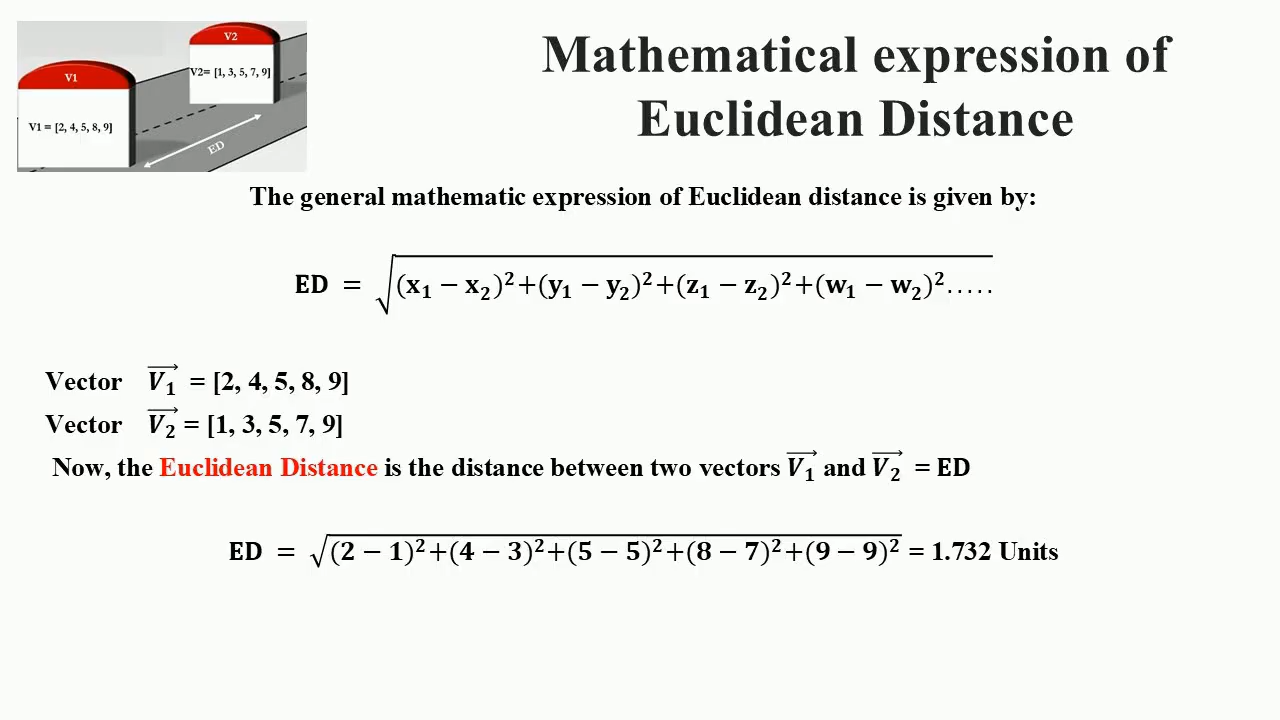 V2
V2= [1, 3, 5, 7, 9]
V1
V1 = [2, 4, 5, 8, 9]
ED
Mathematical expression of
Euclidean Distance
The general mathematic expression of Euclidean distance is given by:
ED = √(x₁ − x₂)²+(y₁ − y₂)²+(z₁ − z₂)²+(w₁ − w₂)².....
Vector V⃗₁ = [2, 4, 5, 8, 9]
Vector V⃗₂ = [1, 3, 5, 7, 9]
Now, the Euclidean Distance is the distance between two vectors V⃗₁ and V⃗₂ = ED
ED = √(2 − 1)²+(4 − 3)²+(5 − 5)²+(8 − 7)²+(9 − 9)² = 1.732 Units